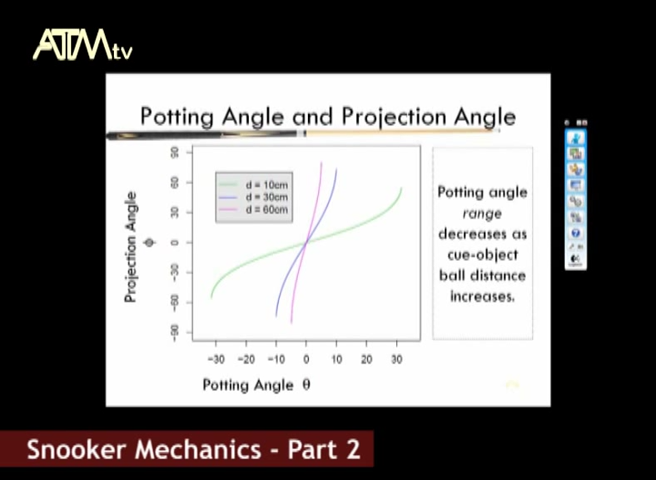 ATM tv
Potting Angle and Projection Angle
Projection Angle
ϕ
90
60
30
0
-30
-60
-90
d = 10cm
d = 30cm
d = 60cm
-30 -20 -10 0 10 20 30
Potting Angle θ
Potting angle
range
decreases as
cue-object
ball distance
increases.
Snooker Mechanics - Part 2